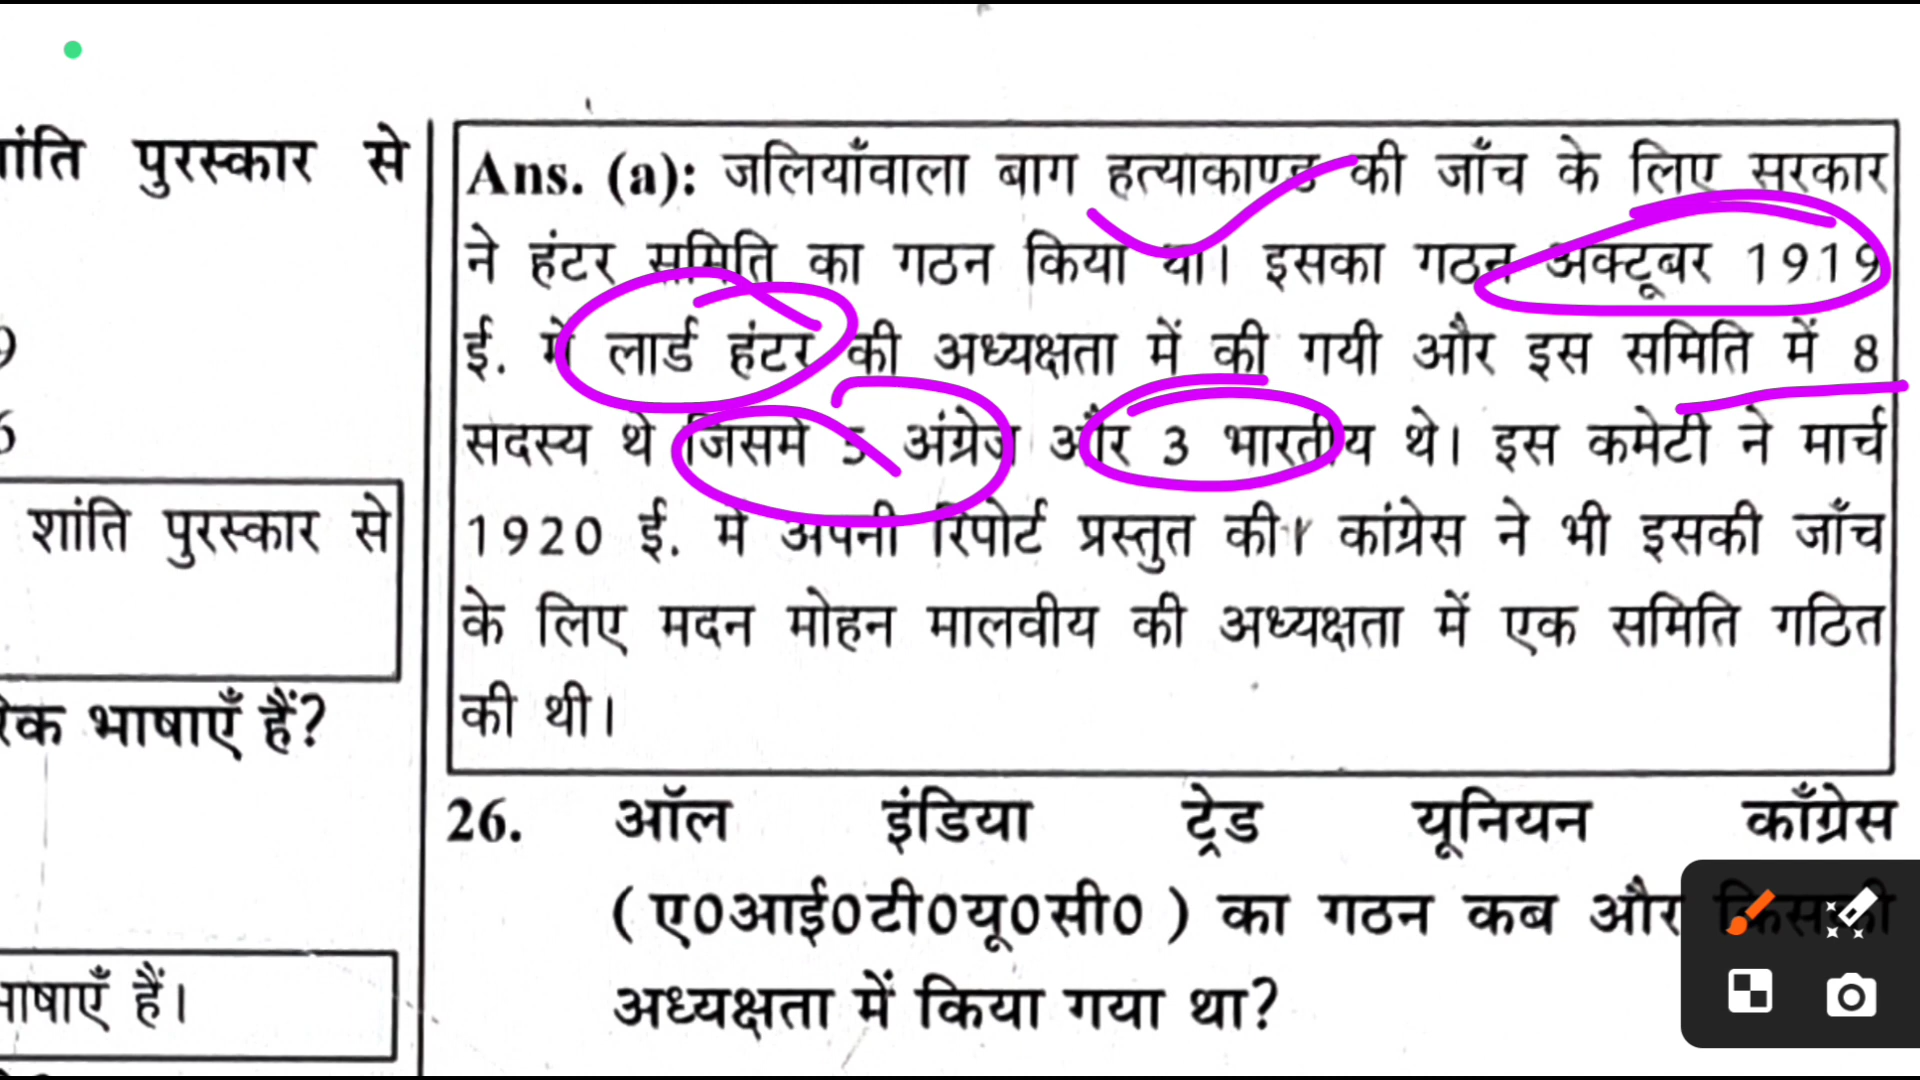 शांति पुरस्कार से
शांति पुरस्कार से
भाषाएँ हैं?
भाषाएँ हैं।
Ans. (a): जलियाँवाला बाग हत्याकाण्ड की जाँच के लिए सरकार
ने हंटर समिति का गठन किया था। इसका गठन अक्टूबर 1919
ई. में लार्ड हंटर की अध्यक्षता में की गयी और इस समिति में 8
सदस्य थे जिसमें 5 अंग्रेज और 3 भारतीय थे। इस कमेटी ने मार्च
1920 ई. में अपनी रिपोर्ट प्रस्तुत की। कांग्रेस ने भी इसकी जाँच
के लिए मदन मोहन मालवीय की अध्यक्षता में एक समिति गठित
की थी।
26. ऑल इंडिया ट्रेड यूनियन काँग्रेस
(ए0आई0टी0यू0सी0) का गठन कब और किसकी
अध्यक्षता में किया गया था?